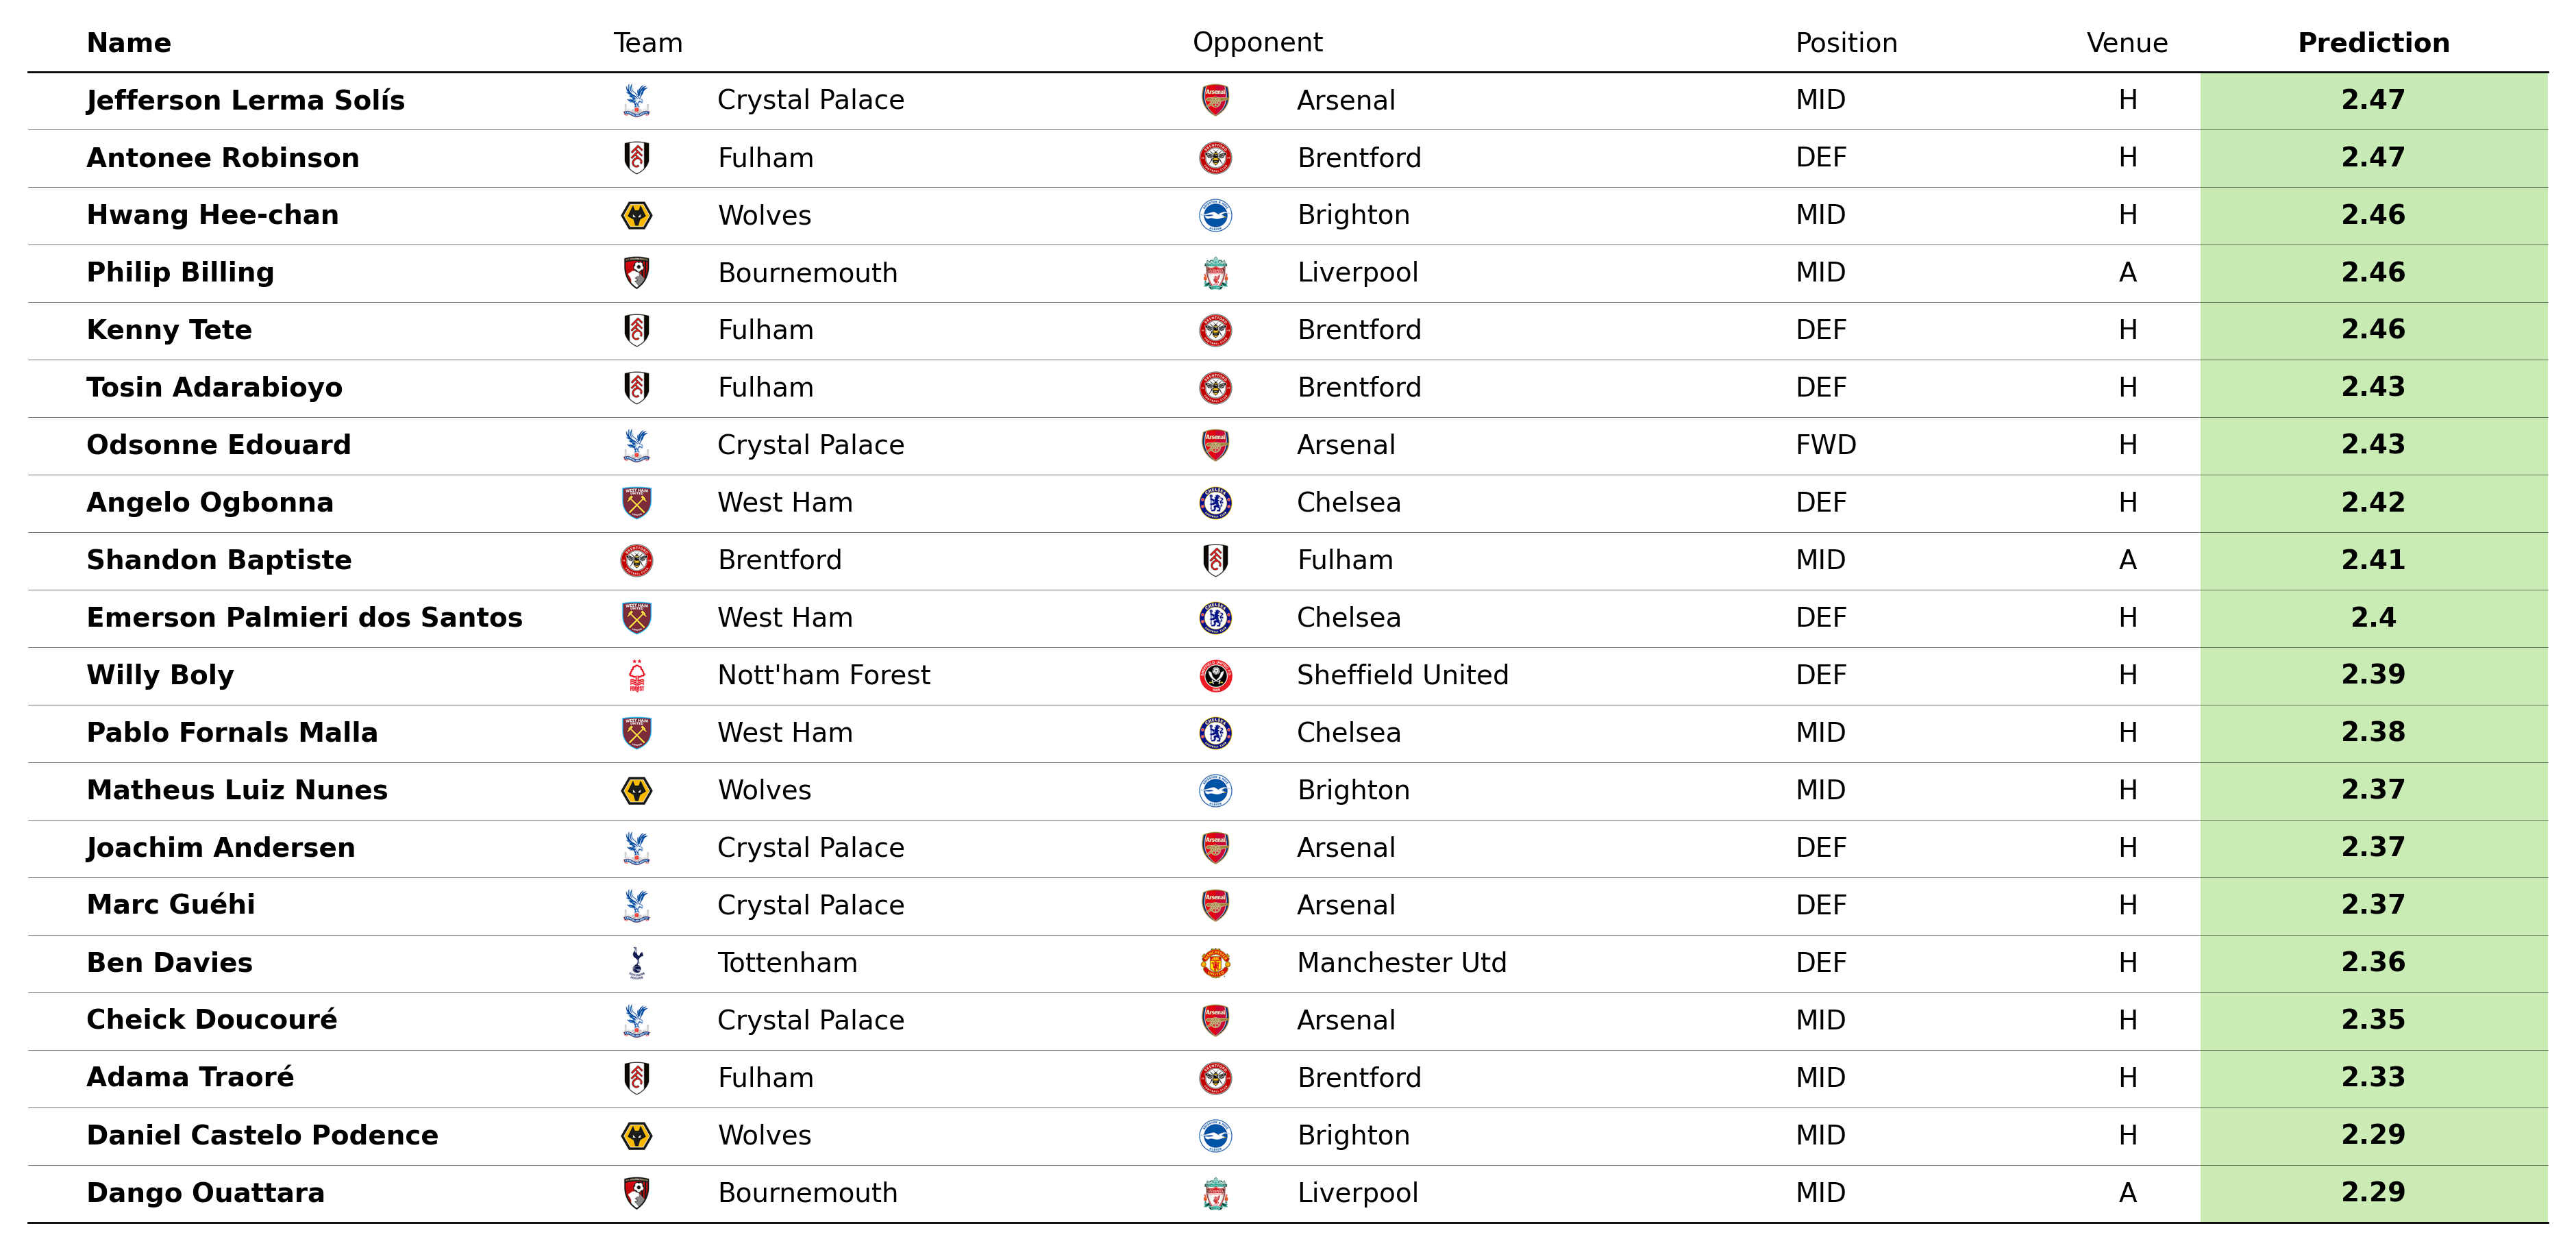 Name Team Opponent Position Venue Prediction
Jefferson Lerma Solís Crystal Palace Arsenal MID H 2.47
Antonee Robinson Fulham Brentford DEF H 2.47
Hwang Hee-chan Wolves Brighton MID H 2.46
Philip Billing Bournemouth Liverpool MID A 2.46
Kenny Tete Fulham Brentford DEF H 2.46
Tosin Adarabioyo Fulham Brentford DEF H 2.43
Odsonne Edouard Crystal Palace Arsenal FWD H 2.43
Angelo Ogbonna West Ham Chelsea DEF H 2.42
Shandon Baptiste Brentford Fulham MID A 2.41
Emerson Palmieri dos Santos West Ham Chelsea DEF H 2.4
Willy Boly Nott'ham Forest Sheffield United DEF H 2.39
Pablo Fornals Malla West Ham Chelsea MID H 2.38
Matheus Luiz Nunes Wolves Brighton MID H 2.37
Joachim Andersen Crystal Palace Arsenal DEF H 2.37
Marc Guéhi Crystal Palace Arsenal DEF H 2.37
Ben Davies Tottenham Manchester Utd DEF H 2.36
Cheick Doucouré Crystal Palace Arsenal MID H 2.35
Adama Traoré Fulham Brentford MID H 2.33
Daniel Castelo Podence Wolves Brighton MID H 2.29
Dango Ouattara Bournemouth Liverpool MID A 2.29